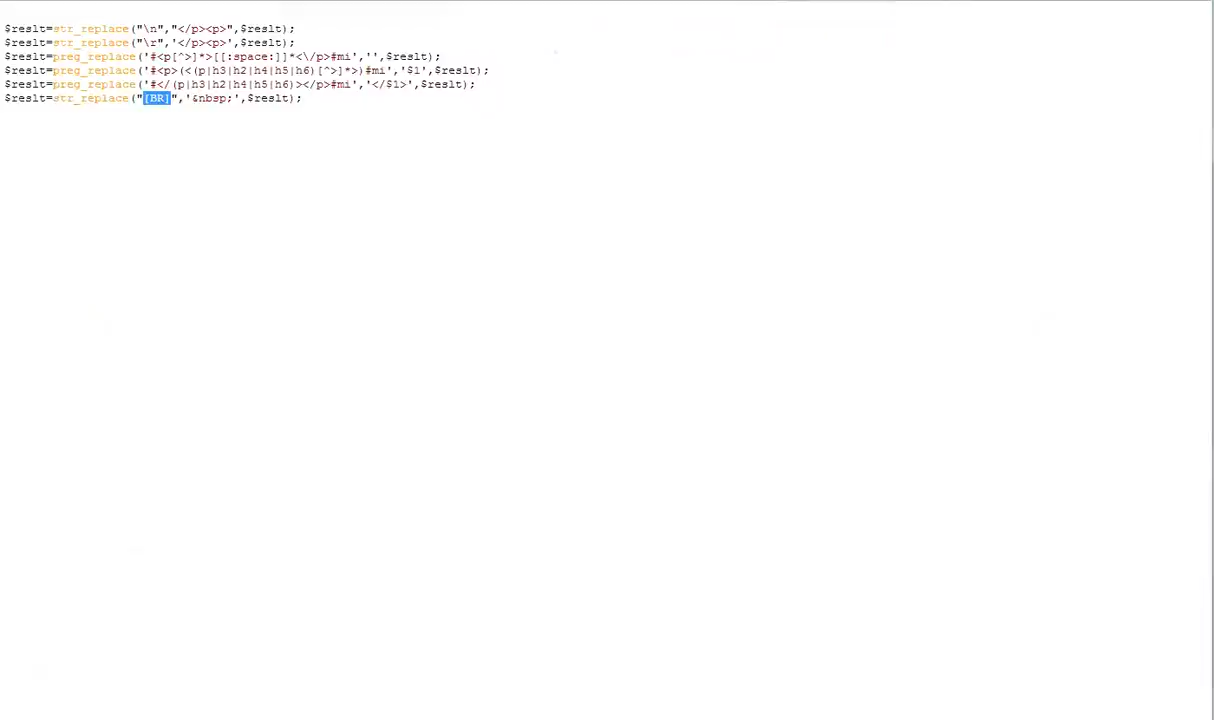 $reslt=str_replace("\n","</p><p>",$reslt);
$reslt=str_replace("\r",'</p><p>',$reslt);
$reslt=preg_replace('#<p[^>]*>[[:space:]]*<\/p>#mi','',$reslt);
$reslt=preg_replace('#<p>(<(p|h3|h2|h4|h5|h6)[^>]*>)#mi','$1',$reslt);
$reslt=preg_replace('#</(p|h3|h2|h4|h5|h6)></p>#mi','</$1>',$reslt);
$reslt=str_replace("[BR]",'&nbsp;',$reslt);